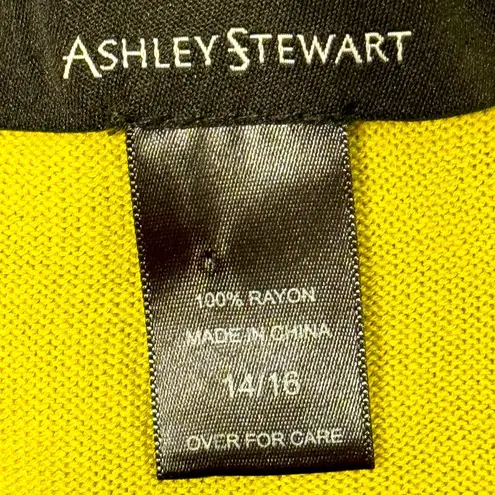 ASHLEY STEWART
100% RAYON
MADE IN CHINA
14/16
OVER FOR CARE